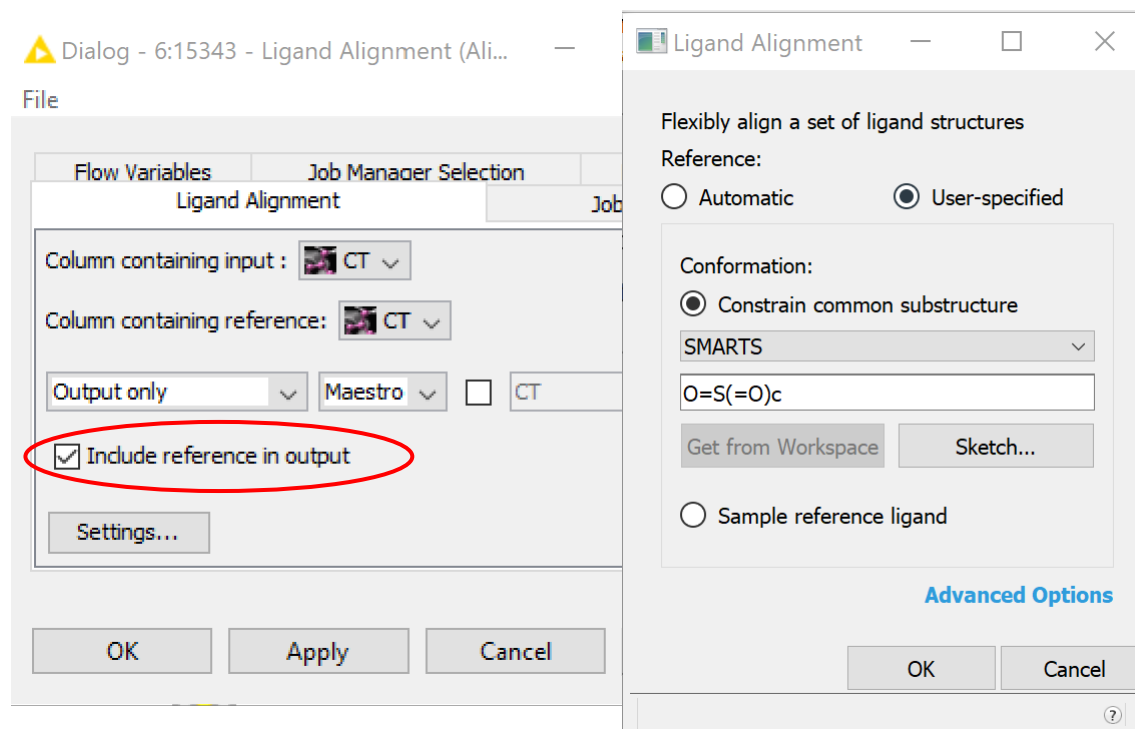 Dialog - 6:15343 - Ligand Alignment (Ali...
File
Flow Variables
Job Manager Selection
Ligand Alignment
Job
Column containing input :
CT
Column containing reference:
CT
Output only
Maestro
CT
Include reference in output
Settings...
OK
Apply
Cancel
Ligand Alignment
Flexibly align a set of ligand structures
Reference:
Automatic
User-specified
Conformation:
Constrain common substructure
SMARTS
O=S(=O)c
Get from Workspace
Sketch...
Sample reference ligand
Advanced Options
OK
Cancel
?